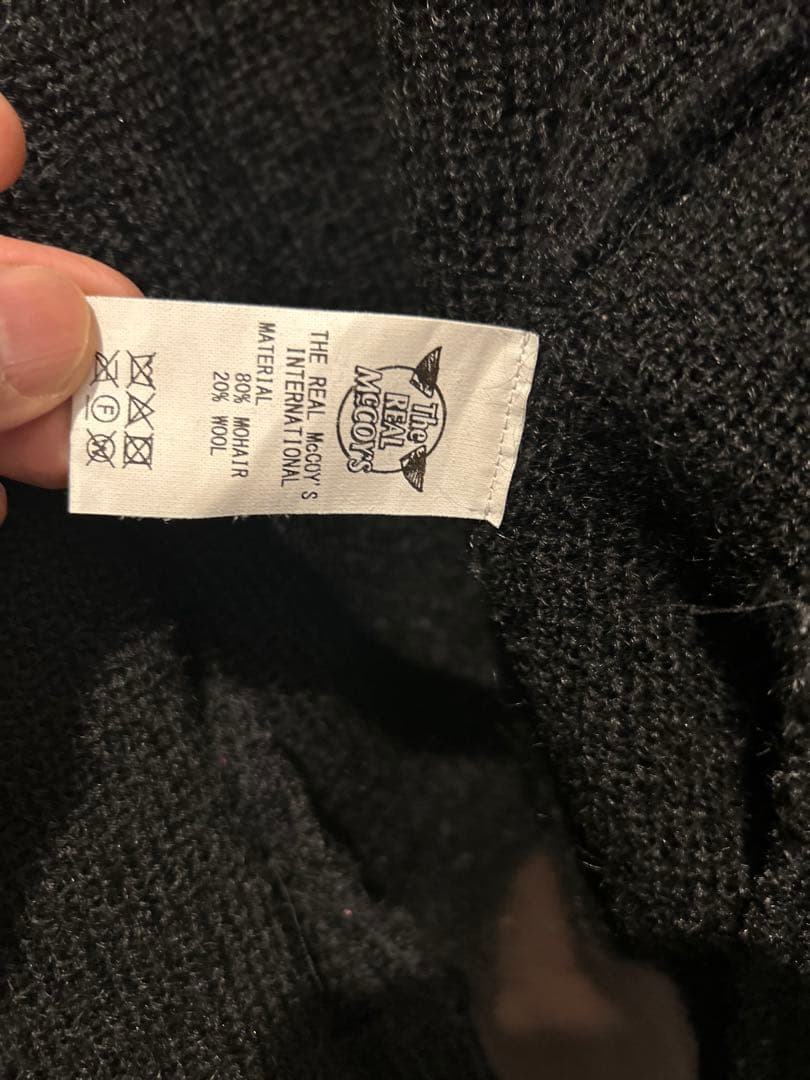 The
REAL
McCOY'S
THE REAL McCOY'S
INTERNATIONAL
MATERIAL
80% MOHAIR
20% WOOL
F
W